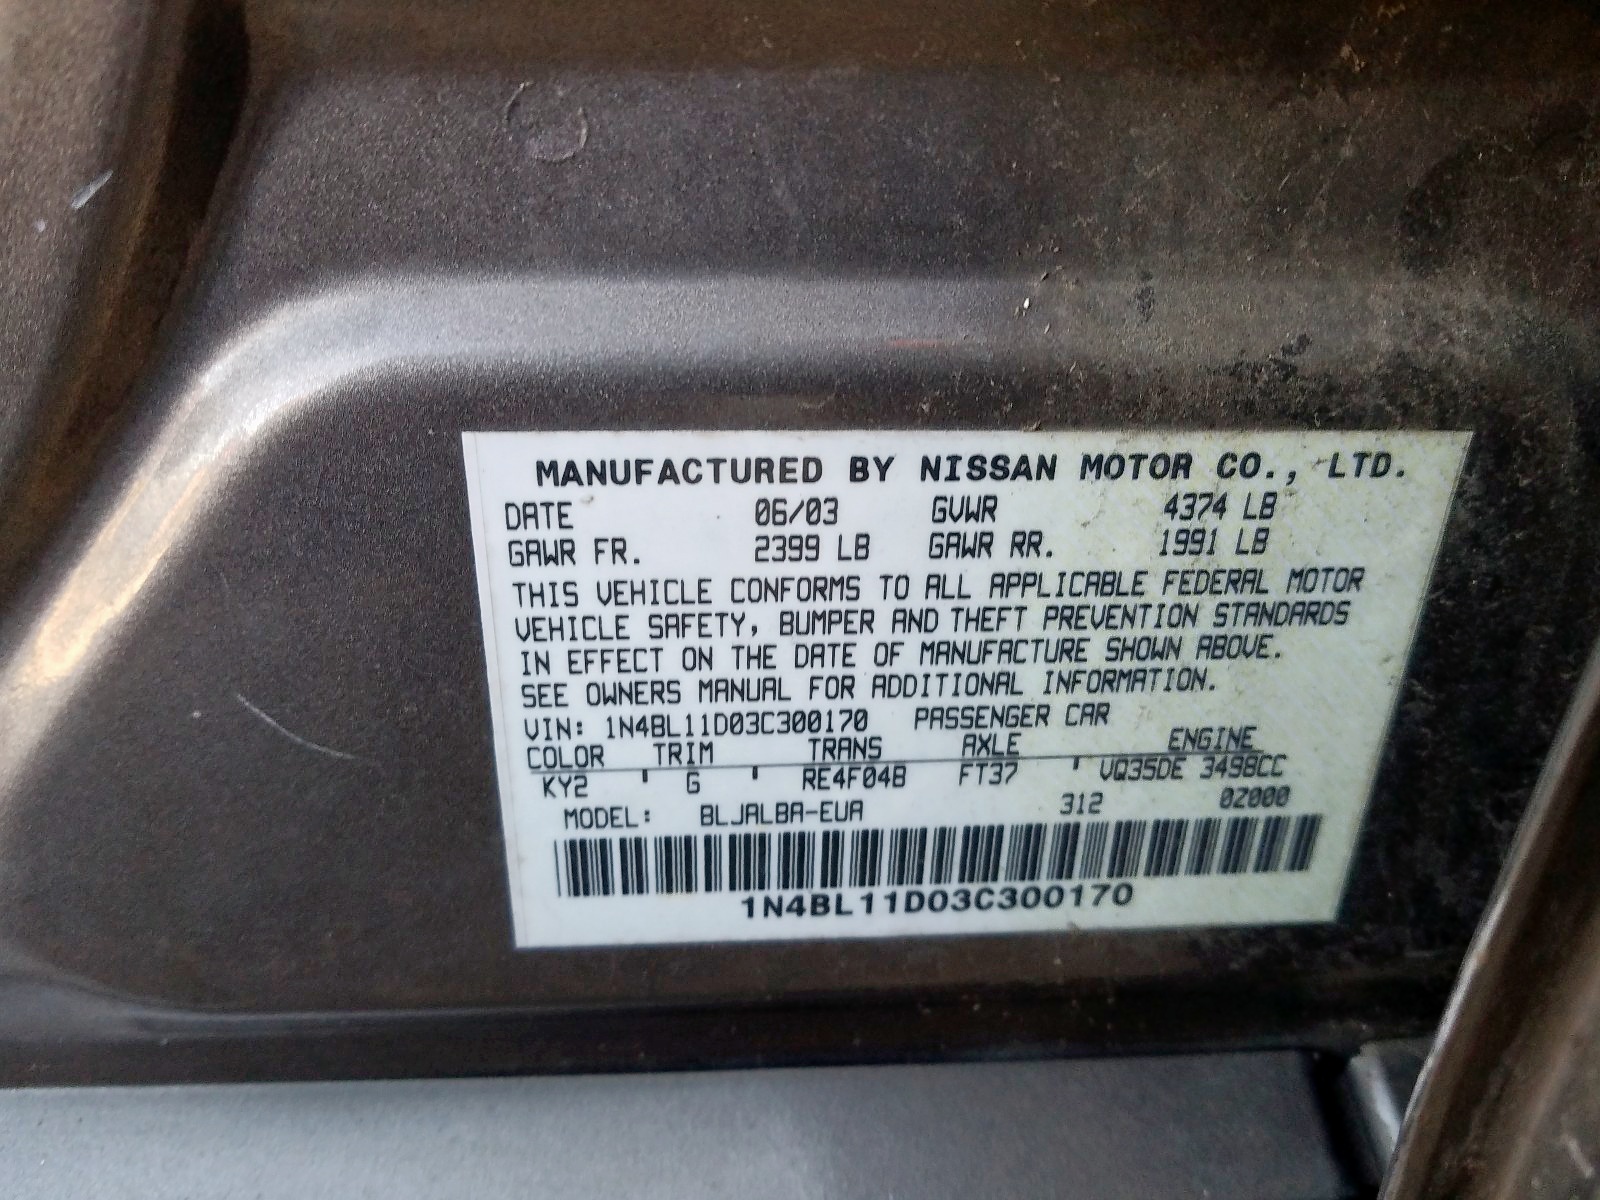 MANUFACTURED BY NISSAN MOTOR CO., LTD.
DATE 06/03 GVWR 4374 LB
GAWR FR. 2399 LB GAWR RR. 1991 LB
THIS VEHICLE CONFORMS TO ALL APPLICABLE FEDERAL MOTOR
VEHICLE SAFETY, BUMPER AND THEFT PREVENTION STANDARDS
IN EFFECT ON THE DATE OF MANUFACTURE SHOWN ABOVE.
SEE OWNERS MANUAL FOR ADDITIONAL INFORMATION.
VIN: 1N4BL11D03C300170 PASSENGER CAR
COLOR TRIM TRANS AXLE ENGINE
KY2 ' G ' RE4F04B FT37 ' VQ35DE 3498CC
MODEL: BLJALBA-EUA 312 0Z000
1N4BL11D03C300170